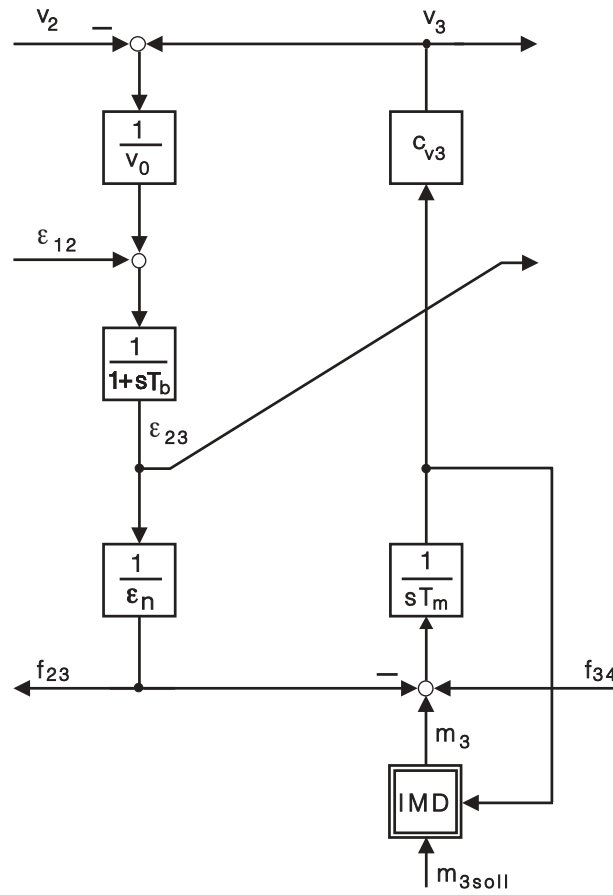 v2 v3
1
v0
cv3
ε12
1
1+sTb
ε23
1
εn
1
sTm
f23 f34
m3
IMD
m3soll